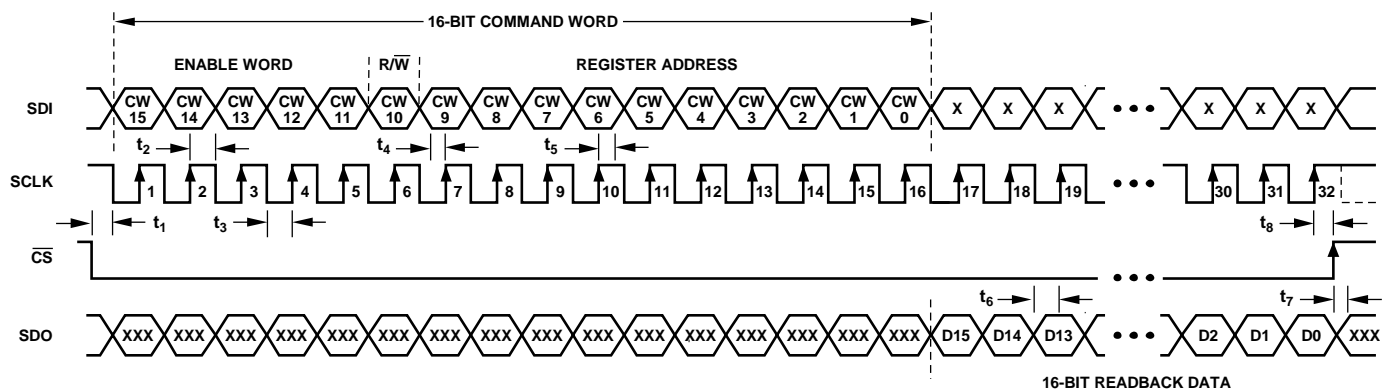 16-BIT COMMAND WORD
ENABLE WORD R/W REGISTER ADDRESS
SDI CW 15 CW 14 CW 13 CW 12 CW 11 CW 10 CW 9 CW 8 CW 7 CW 6 CW 5 CW 4 CW 3 CW 2 CW 1 CW 0 X X X X X X
t2 t4 t5
SCLK 1 2 3 4 5 6 7 8 9 10 11 12 13 14 15 16 17 18 19 30 31 32
t1 t3 t8
CS
t6 t7
SDO XXX XXX XXX XXX XXX XXX XXX XXX XXX XXX XXX XXX XXX XXX XXX XXX D15 D14 D13 D2 D1 D0 XXX
16-BIT READBACK DATA